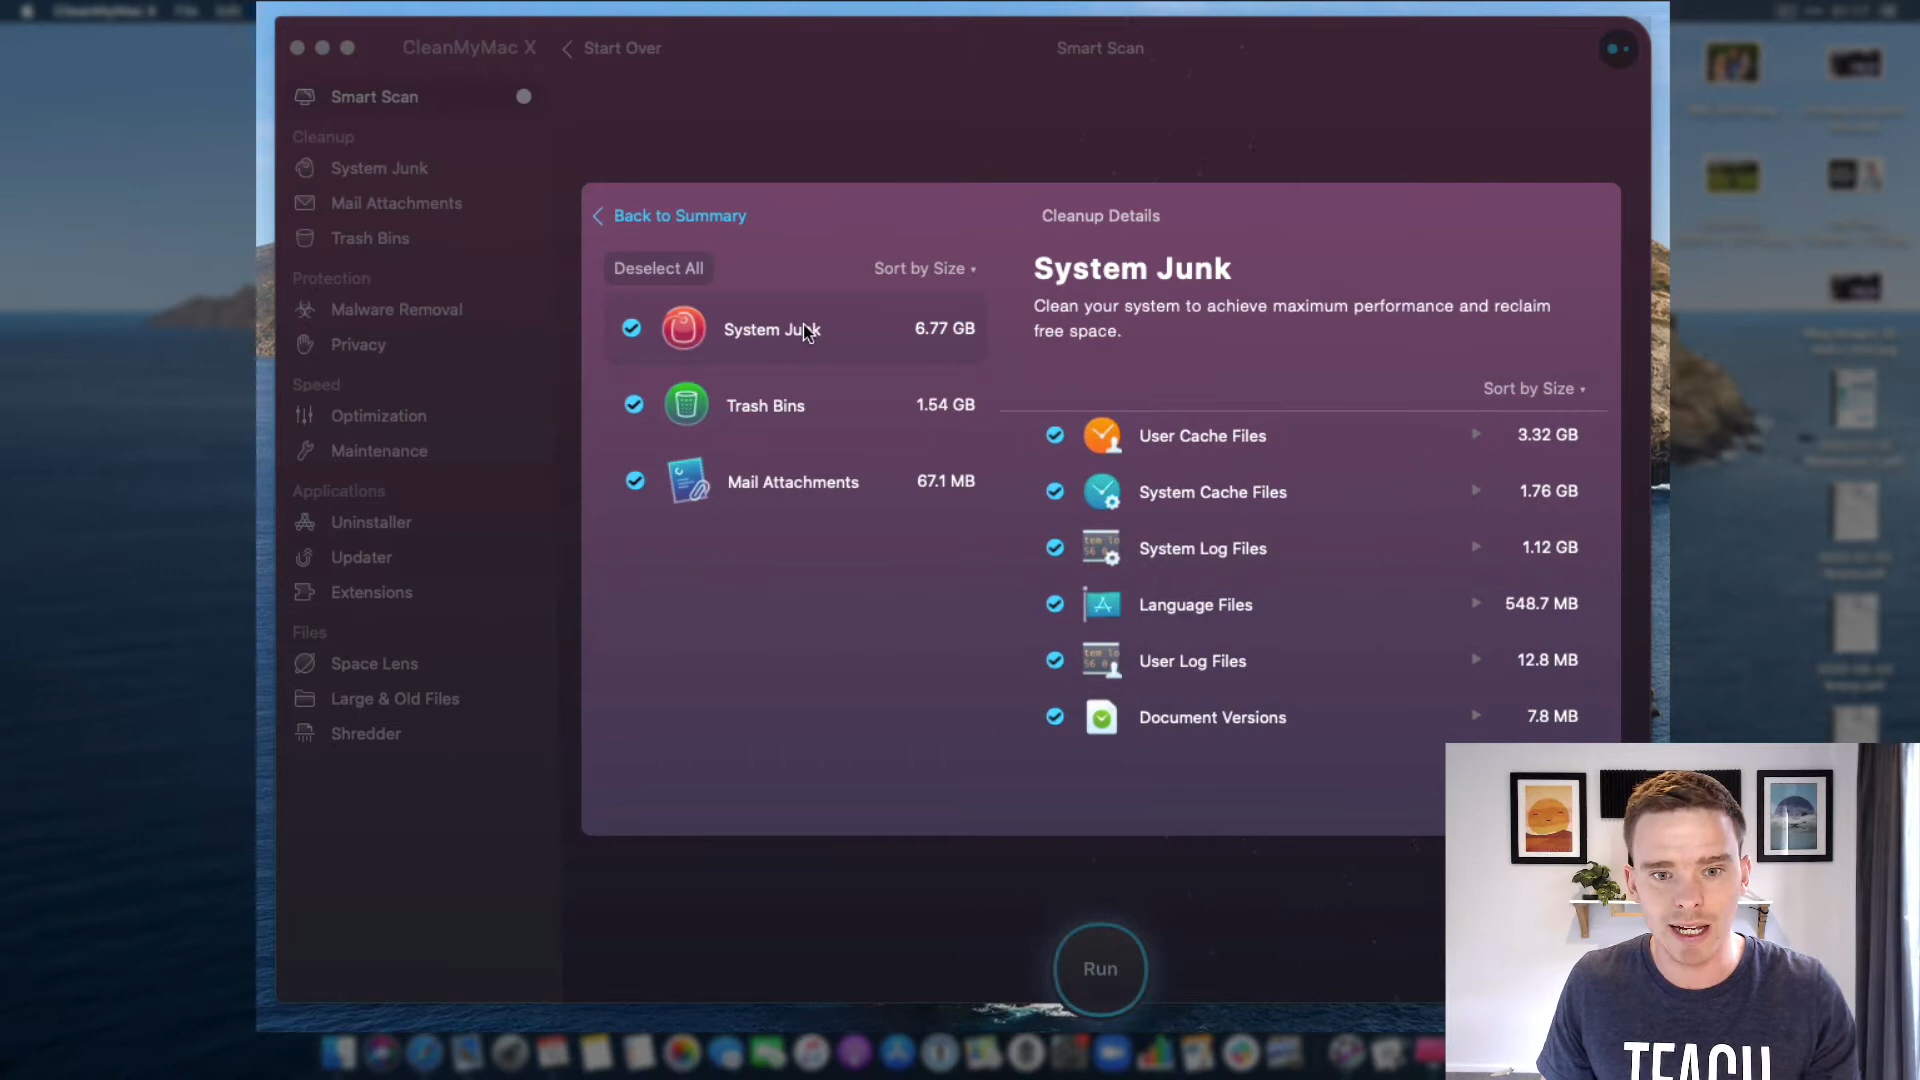 CleanMyMac X
Start Over
Smart Scan
Smart Scan
Cleanup
System Junk
Mail Attachments
Trash Bins
Protection
Malware Removal
Privacy
Speed
Optimization
Maintenance
Applications
Uninstaller
Updater
Extensions
Files
Space Lens
Large & Old Files
Shredder
Back to Summary
Cleanup Details
Deselect All
Sort by Size
System Junk 6.77 GB
Trash Bins 1.54 GB
Mail Attachments 67.1 MB
System Junk
Clean your system to achieve maximum performance and reclaim
free space.
Sort by Size
User Cache Files 3.32 GB
System Cache Files 1.76 GB
System Log Files 1.12 GB
Language Files 548.7 MB
User Log Files 12.8 MB
Document Versions 7.8 MB
Run
TEACH